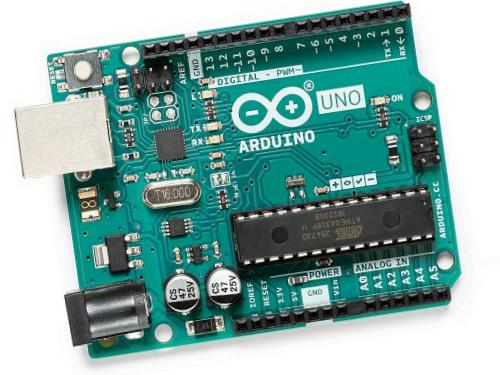 RESET
AREF
GND
13
12
~11
~10
~9
8
7
~6
~5
4
~3
2
TX→1
RX←0
DIGITAL - PWM~
UNO
ARDUINO
TX
RX
ON
ICSP
T16.000
ARDUINO.CC
ATMEL
ATMEGA328P
CS
47
25V
CS
47
25V
POWER
ANALOG IN
IOREF
RESET
3.3V
5V
GND
Vin
A0
A1
A2
A3
A4
A5